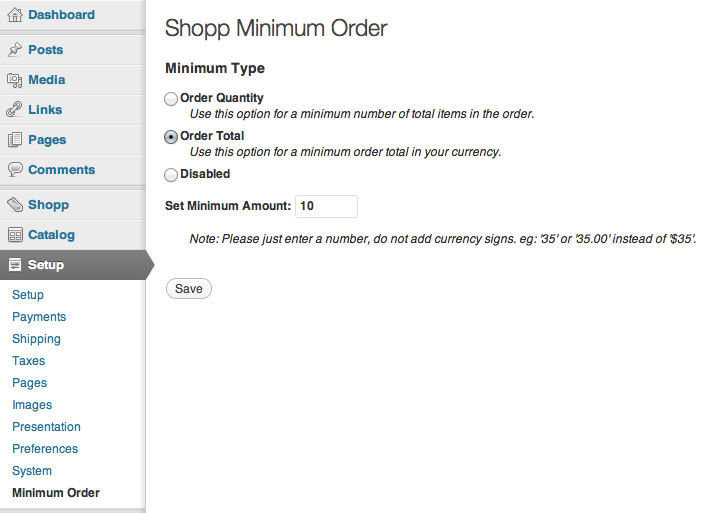 Dashboard
Posts
Media
Links
Pages
Comments
Shopp
Catalog
Setup
Setup
Payments
Shipping
Taxes
Pages
Images
Presentation
Preferences
System
Minimum Order
Shopp Minimum Order
Minimum Type
Order Quantity
Use this option for a minimum number of total items in the order.
Order Total
Use this option for a minimum order total in your currency.
Disabled
Set Minimum Amount: 10
Note: Please just enter a number, do not add currency signs. eg: '35' or '35.00' instead of '$35'.
Save